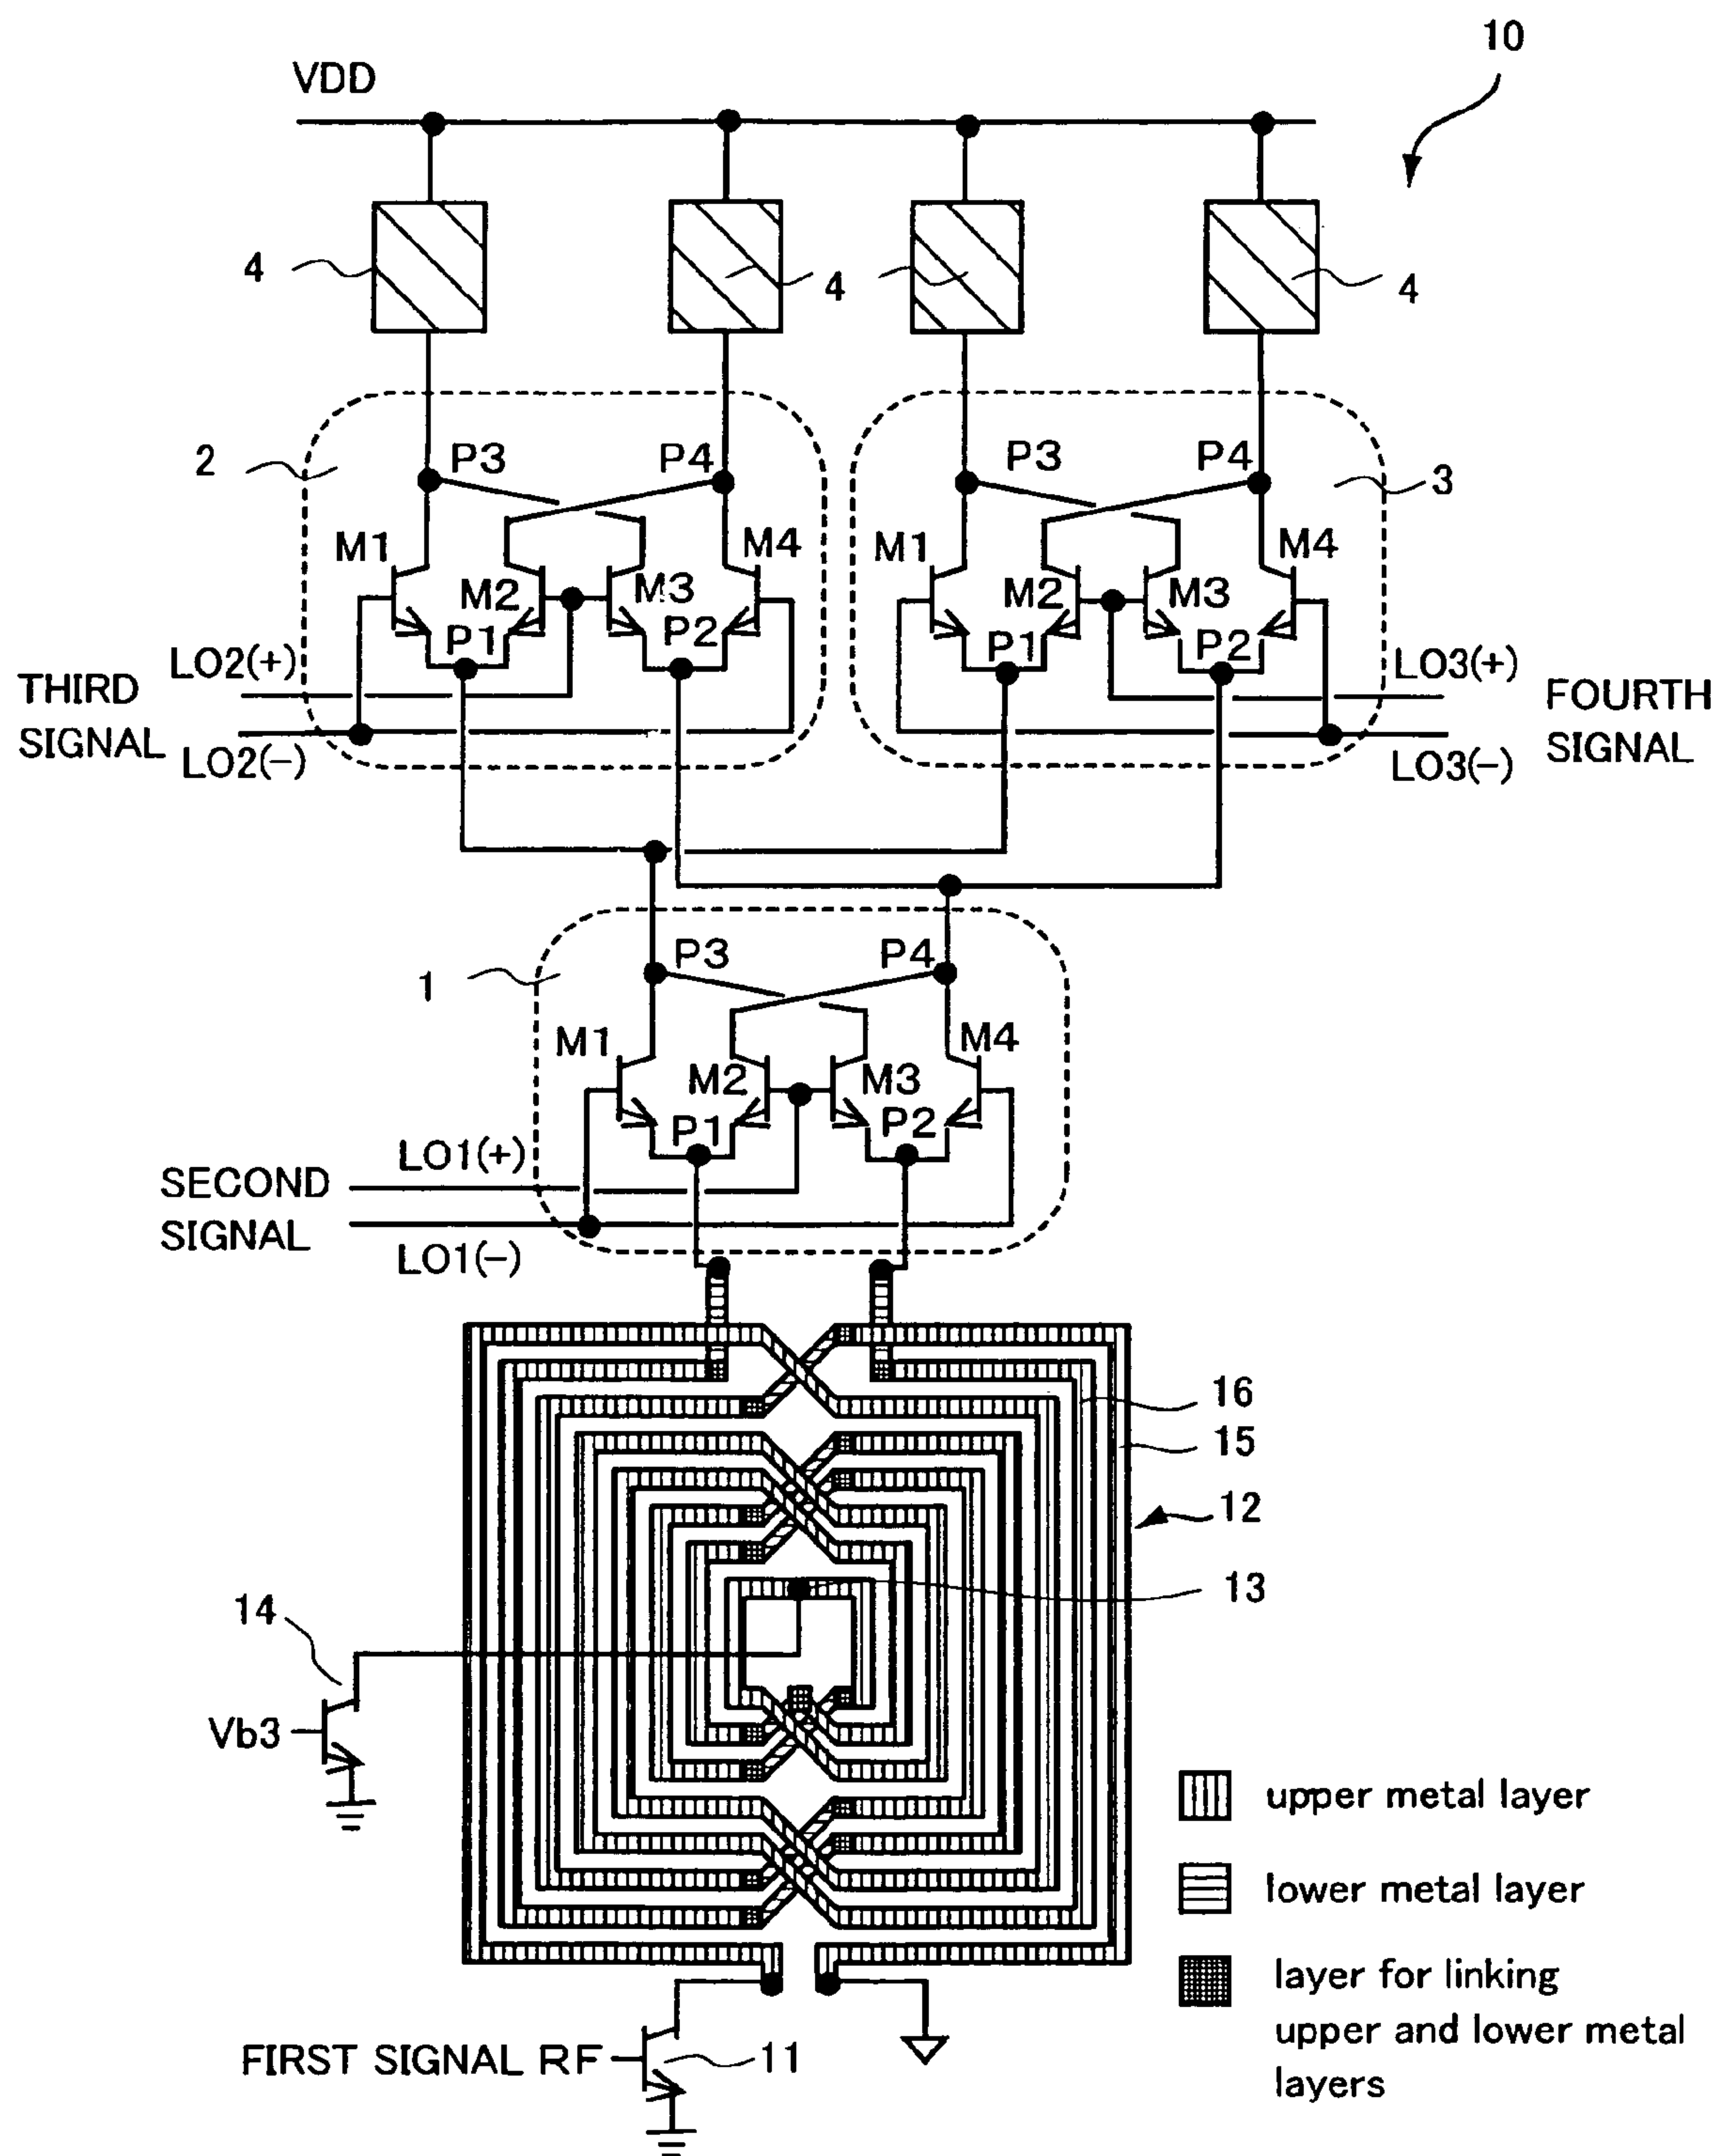 10
VDD
4
4
4
2
P3
P4
P3
P4
3
M1
M4
M1
M4
M2
M3
M2
M3
P1
P2
P1
P2
THIRD
SIGNAL
LO2(+)
LO2(−)
LO3(+)
LO3(−)
FOURTH
SIGNAL
1
P3
P4
M1
M4
M2
M3
P1
P2
SECOND
SIGNAL
LO1(+)
LO1(−)
16
15
12
13
14
Vb3
upper metal layer
lower metal layer
layer for linking
upper and lower metal
layers
FIRST SIGNAL RF
11